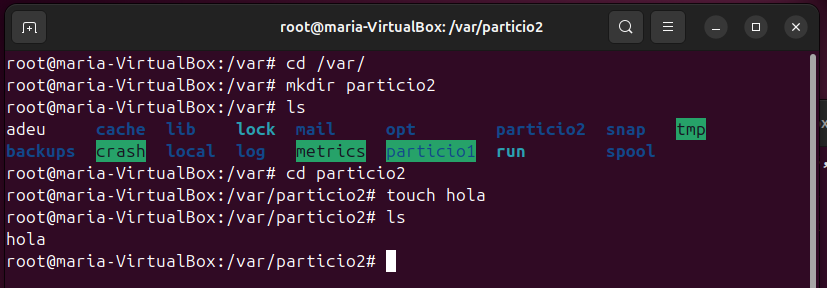 root@maria-VirtualBox: /var/particio2
root@maria-VirtualBox:/var# cd /var/
root@maria-VirtualBox:/var# mkdir particio2
root@maria-VirtualBox:/var# ls
adeu cache lib lock mail opt particio2 snap tmp
backups crash local log metrics particio1 run spool
root@maria-VirtualBox:/var# cd particio2
root@maria-VirtualBox:/var/particio2# touch hola
root@maria-VirtualBox:/var/particio2# ls
hola
root@maria-VirtualBox:/var/particio2#